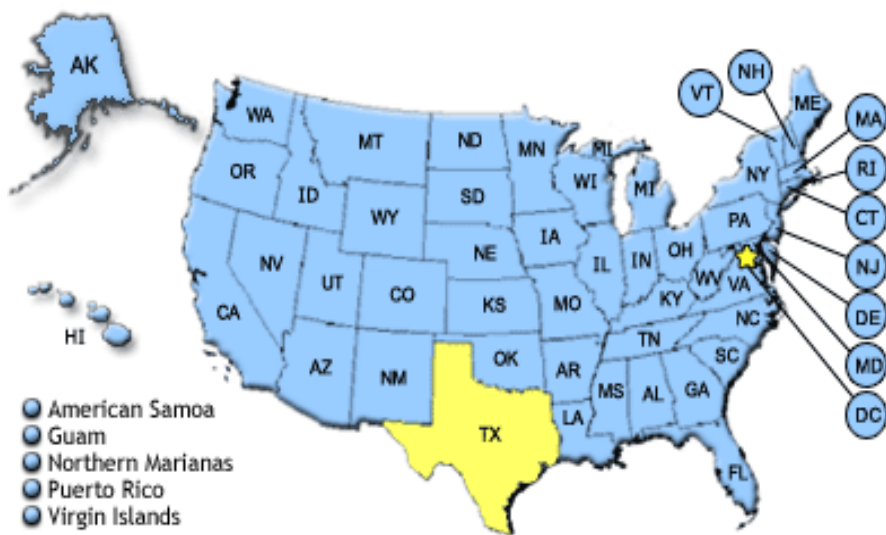 AK
WA
MT
ND
MN
MI
VT
NH
ME
MA
OR
ID
SD
WI
MI
NY
RI
WY
CT
IA
PA
NE
NV
UT
IL
IN
OH
NJ
CA
CO
KS
MO
WV
VA
KY
DE
HI
NC
TN
AZ
NM
OK
AR
SC
MD
MS
AL
GA
TX
LA
DC
FL
American Samoa
Guam
Northern Marianas
Puerto Rico
Virgin Islands